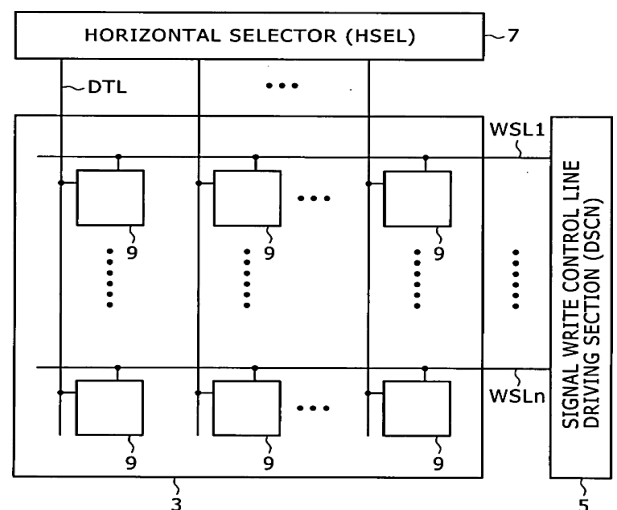 HORIZONTAL SELECTOR (HSEL)
7
DTL
WSL1
9
9
9
SIGNAL WRITE CONTROL LINE
DRIVING SECTION (DSCN)
WSLn
9
9
9
3
5